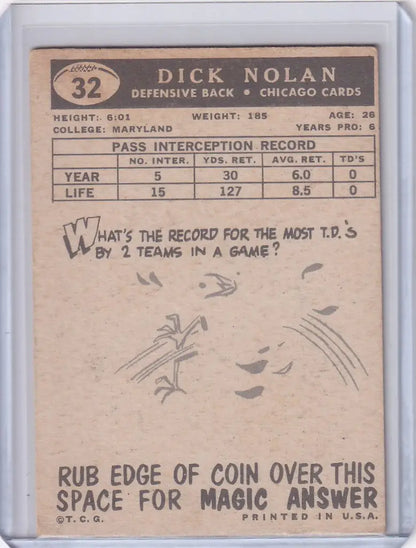 32
DICK NOLAN
DEFENSIVE BACK • CHICAGO CARDS
HEIGHT: 6:01 WEIGHT: 185 AGE: 26
COLLEGE: MARYLAND YEARS PRO: 6
PASS INTERCEPTION RECORD
NO. INTER. YDS. RET. AVG. RET. TD'S
YEAR 5 30 6.0 0
LIFE 15 127 8.5 0
WHAT'S THE RECORD FOR THE MOST T.D.'S
BY 2 TEAMS IN A GAME?
RUB EDGE OF COIN OVER THIS
SPACE FOR MAGIC ANSWER
©T.C.G. PRINTED IN U.S.A.